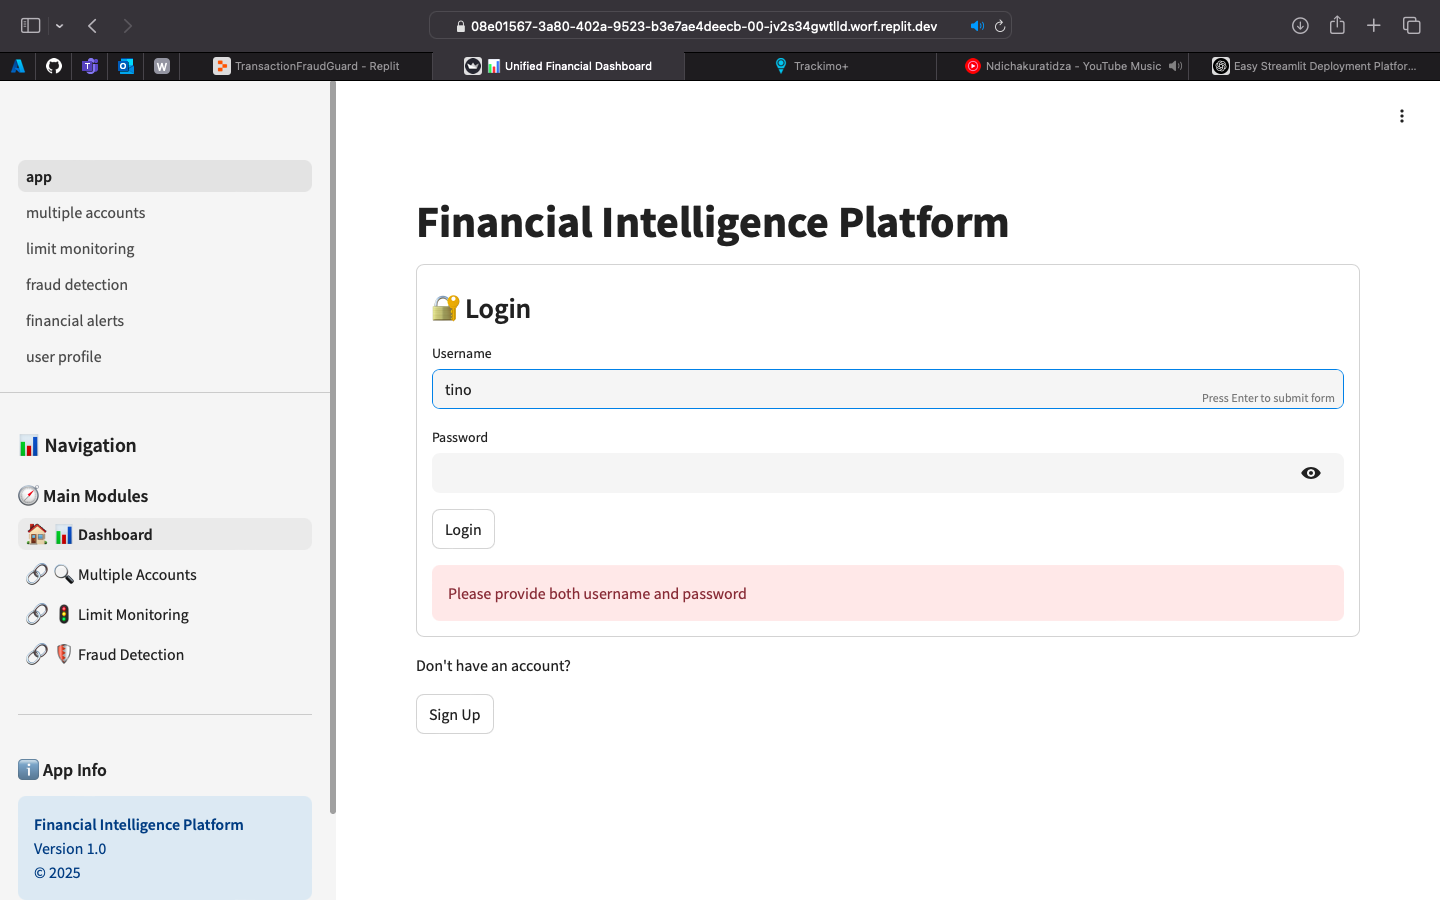 08e01567-3a80-402a-9523-b3e7ae4deecb-00-jv2s34gwtlld.worf.replit.dev
TransactionFraudGuard - Replit
Unified Financial Dashboard
Trackimo+
Ndichakuratidza - YouTube Music
Easy Streamlit Deployment Platfor...
app
multiple accounts
limit monitoring
fraud detection
financial alerts
user profile
Navigation
Main Modules
Dashboard
Multiple Accounts
Limit Monitoring
Fraud Detection
App Info
Financial Intelligence Platform
Version 1.0
© 2025
Financial Intelligence Platform
Login
Username
tino
Press Enter to submit form
Password
Login
Please provide both username and password
Don't have an account?
Sign Up